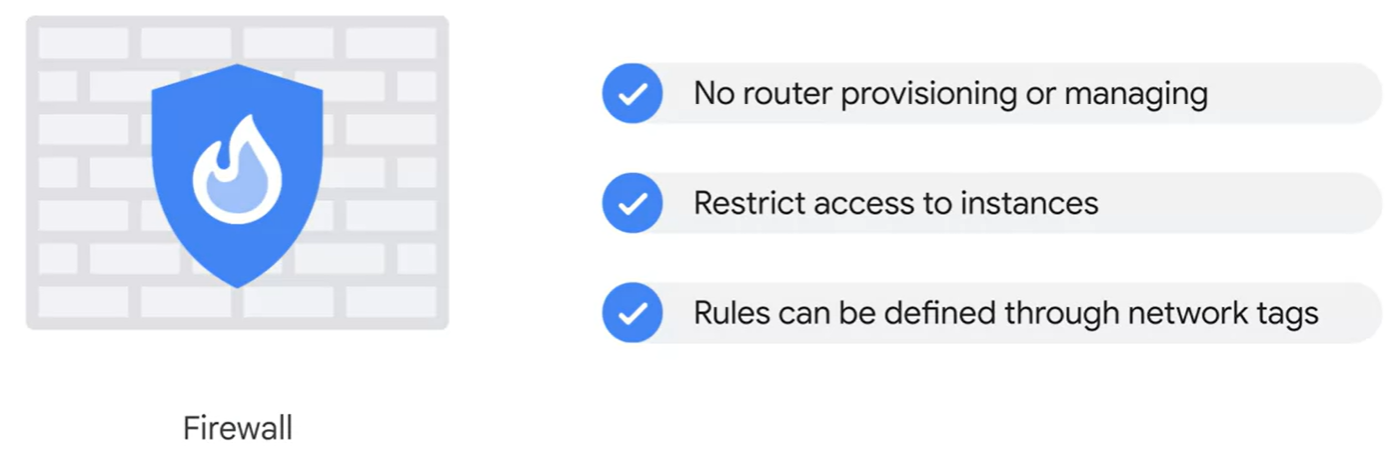 No router provisioning or managing
Restrict access to instances
Rules can be defined through network tags
Firewall